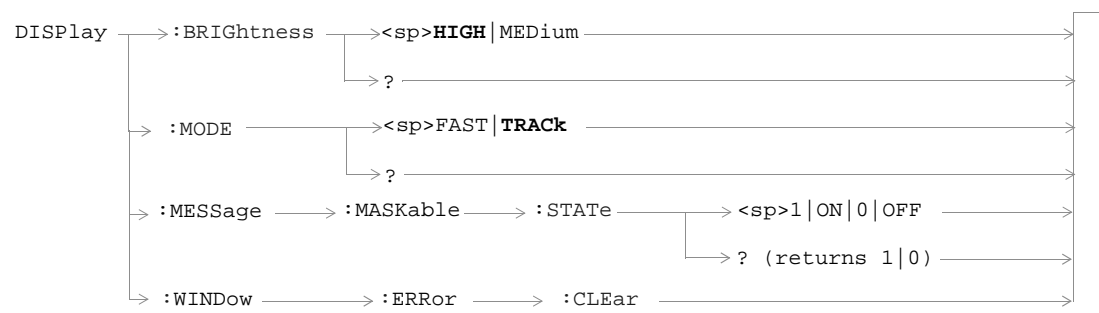 DISPlay :BRIGhtness <sp>HIGH|MEDium
?
:MODE <sp>FAST|TRACk
?
:MESSage :MASKable :STATe <sp>1|ON|0|OFF
? (returns 1|0)
:WINDow :ERRor :CLEar